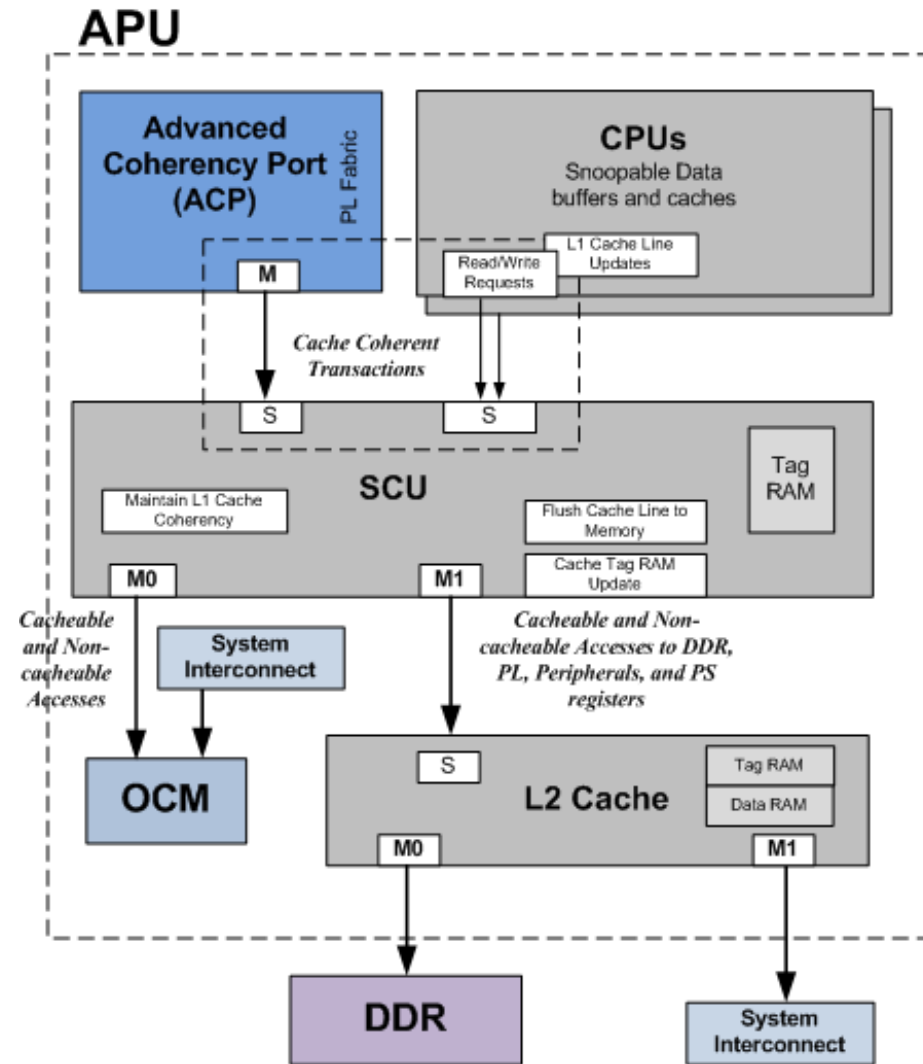 APU
Advanced
Coherency Port
(ACP)
PL Fabric
M
CPUs
Snoopable Data
buffers and caches
L1 Cache Line
Updates
Read/Write
Requests
Cache Coherent
Transactions
S
S
SCU
Tag
RAM
Maintain L1 Cache
Coherency
Flush Cache Line to
Memory
Cache Tag RAM
Update
M0
M1
Cacheable
and Non-
cacheable
Accesses
System
Interconnect
Cacheable and Non-
cacheable Accesses to DDR,
PL, Peripherals, and PS
registers
OCM
S
L2 Cache
Tag RAM
Data RAM
M0
M1
DDR
System
Interconnect